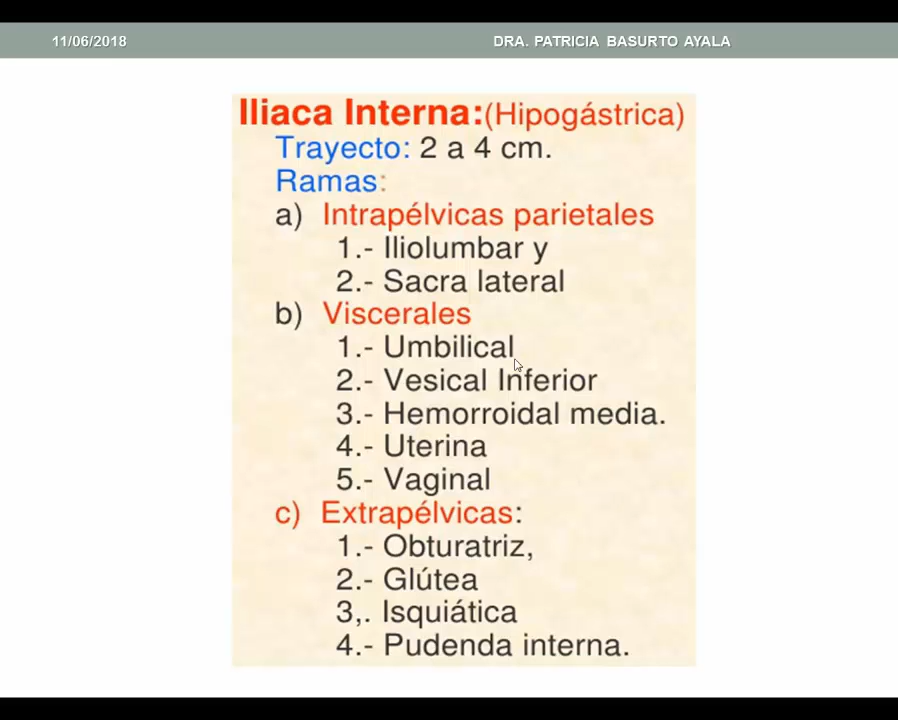 11/06/2018
DRA. PATRICIA BASURTO AYALA
Iliaca Interna:(Hipogástrica)
Trayecto: 2 a 4 cm.
Ramas:
a) Intrapélvicas parietales
1.- Iliolumbar y
2.- Sacra lateral
b) Viscerales
1.- Umbilical
2.- Vesical Inferior
3.- Hemorroidal media.
4.- Uterina
5.- Vaginal
c) Extrapélvicas:
1.- Obturatriz,
2.- Glútea
3,. Isquiática
4.- Pudenda interna.